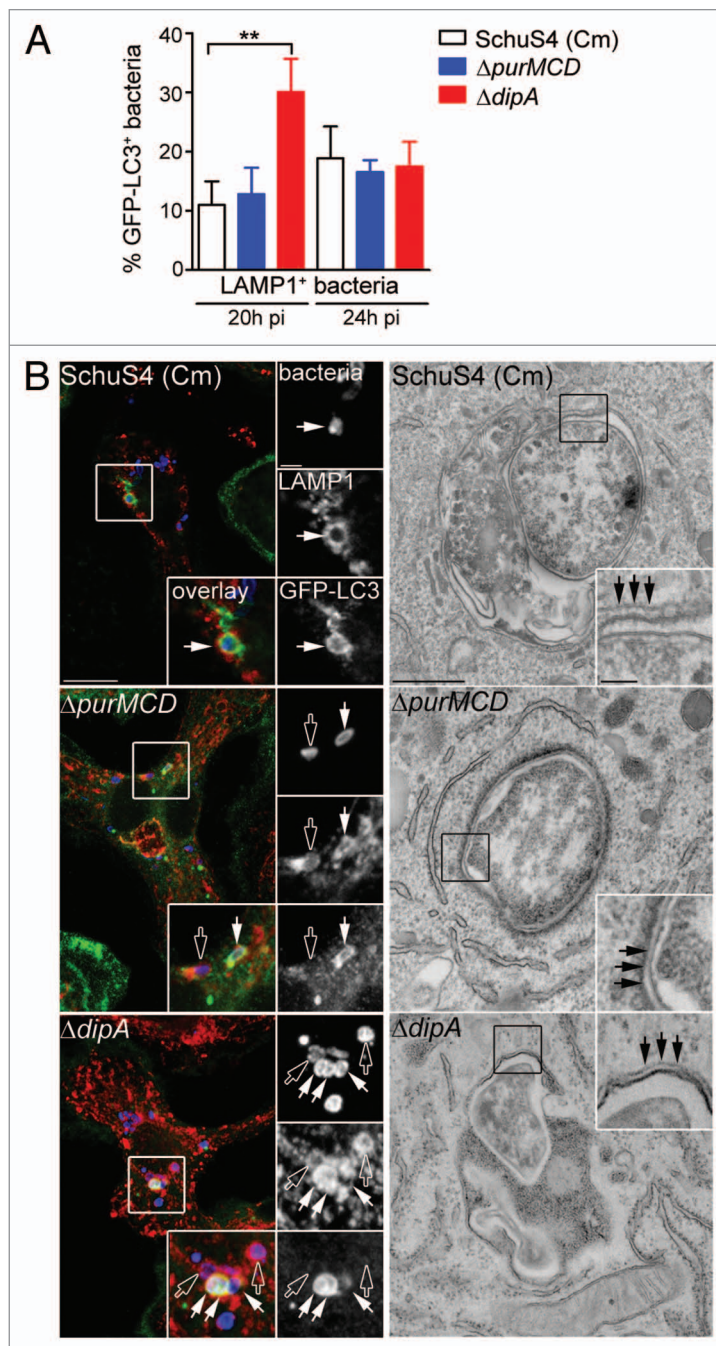 A
% GFP-LC3⁺ bacteria
40
30
20
10
0
**
SchuS4 (Cm)
ΔpurMCD
ΔdipA
LAMP1⁺ bacteria
20h pi 24h pi
B
SchuS4 (Cm)
bacteria
LAMP1
overlay
GFP-LC3
SchuS4 (Cm)
ΔpurMCD
ΔpurMCD
ΔdipA
ΔdipA